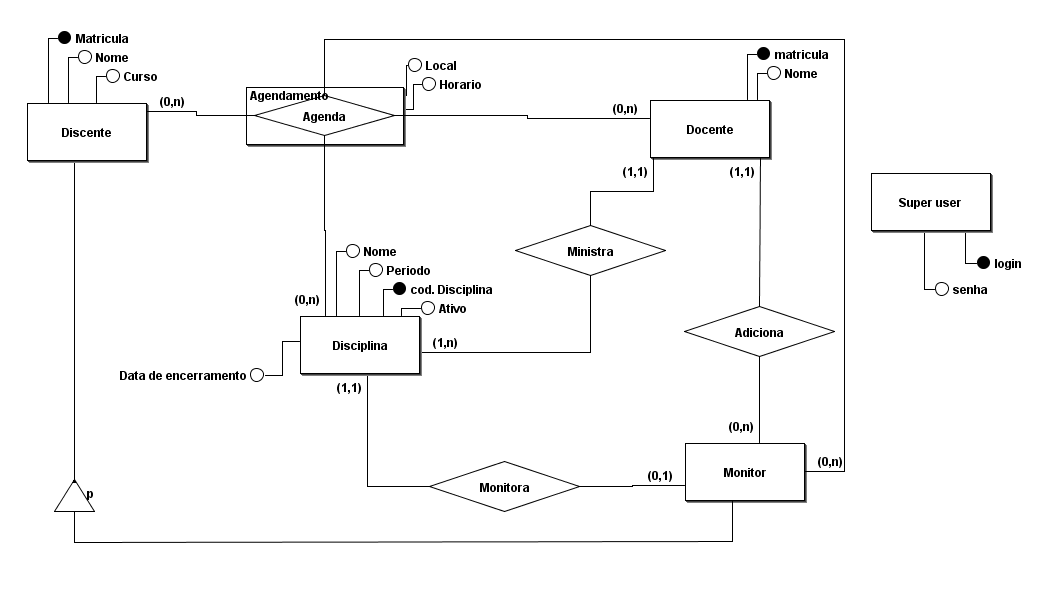 Matricula
Nome
Curso
Discente
(0,n)
Agendamento
Agenda
Local
Horario
(0,n)
matricula
Nome
Docente
(1,1)
(1,1)
Super user
login
senha
Ministra
Nome
Periodo
cod. Disciplina
Ativo
(0,n)
Disciplina
(1,n)
Data de encerramento
(1,1)
Adiciona
(0,n)
Monitor
(0,n)
(0,1)
Monitora
p